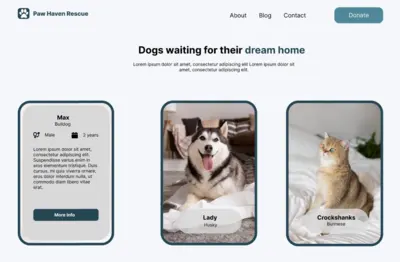 Paw Haven Rescue
About Blog Contact Donate
Dogs waiting for their dream home
Lorem ipsum dolor sit amet, consectetur adipiscing elit Lorem ipsum dolor sit
amet, consectetur adipiscing elit.
Max
Bulldog
Male 2 years
Lorem ipsum dolor sit amet,
consectetur adipiscing elit.
Suspendisse varius enim in
eros elementum tristique.
Duis cursus, mi quis viverra ornare,
eros dolor interdum nulla, ut
commodo diam libero vitae
erat.
More info
Lady
Husky
Crockshanks
Burmese